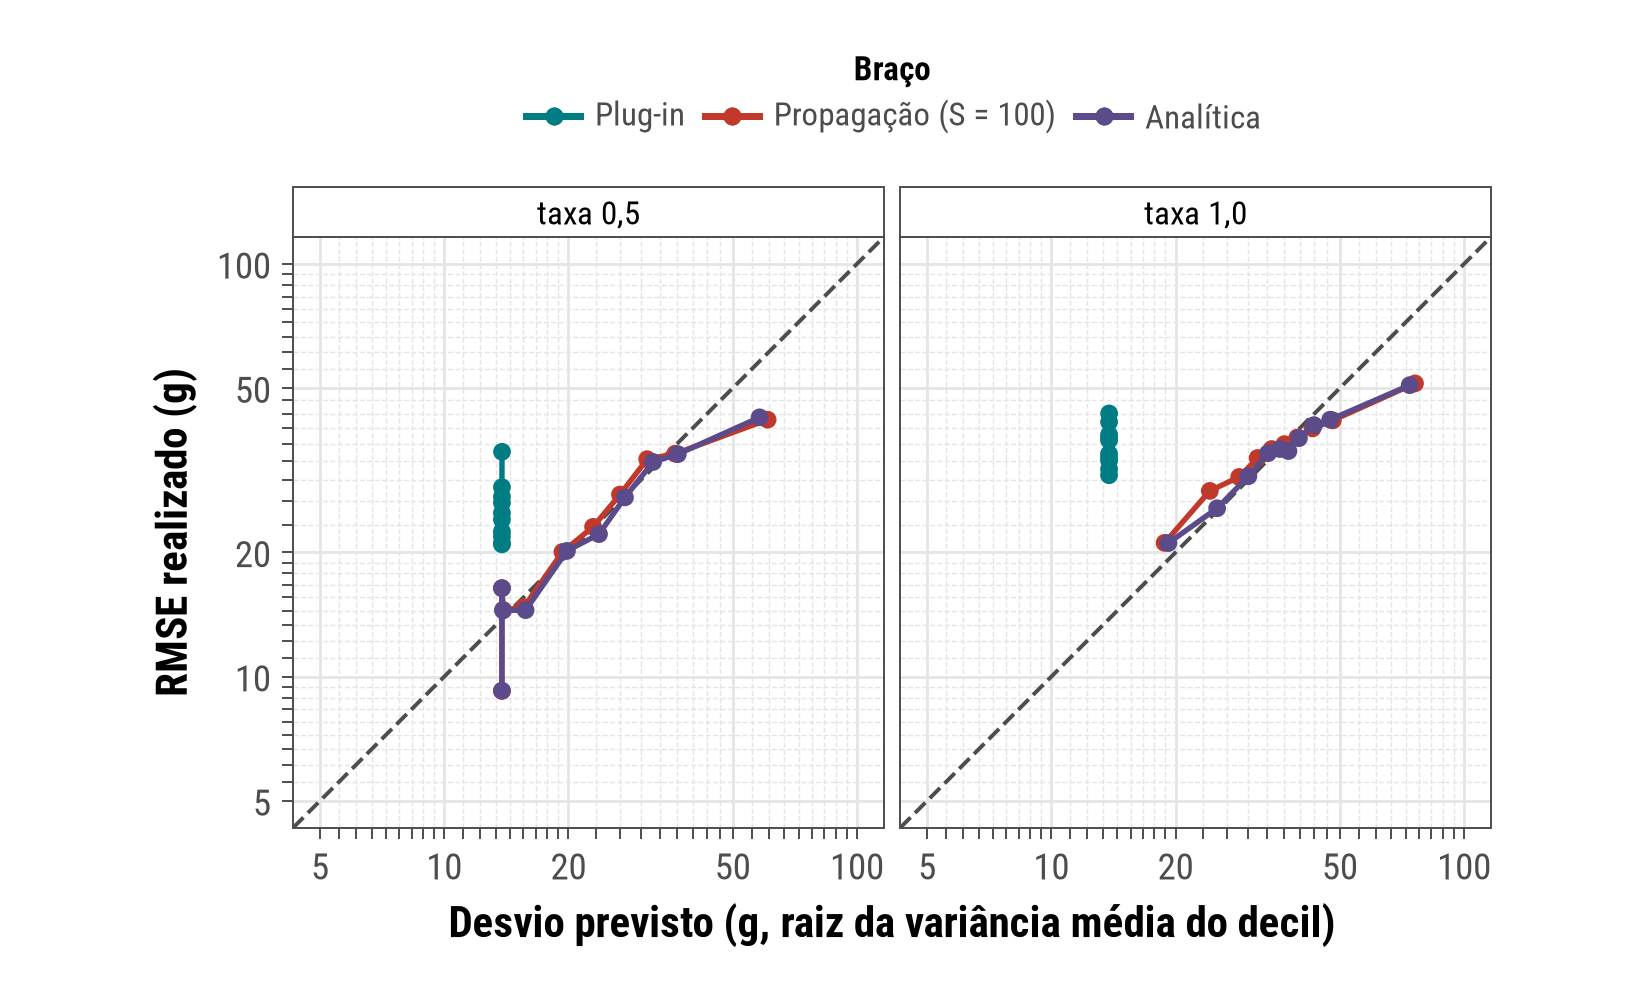 Braço
Plug-in Propagação (S = 100) Analítica
taxa 0,5 taxa 1,0
100
50
20
10
5
RMSE realizado (g)
5 10 20 50 100 5 10 20 50 100
Desvio previsto (g, raiz da variância média do decil)